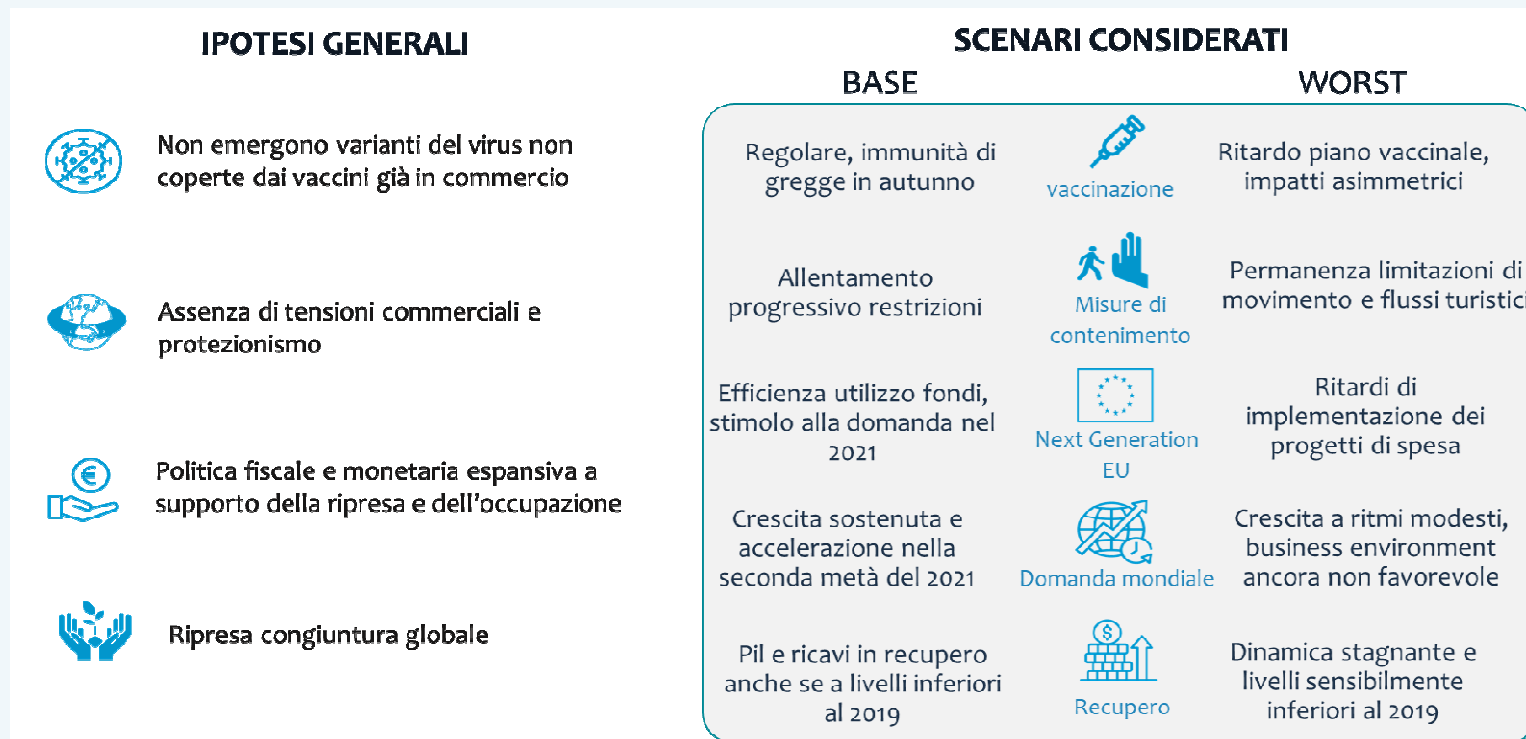 IPOTESI GENERALI
Non emergono varianti del virus non
coperte dai vaccini già in commercio
Assenza di tensioni commerciali e
protezionismo
Politica fiscale e monetaria espansiva a
supporto della ripresa e dell'occupazione
Ripresa congiuntura globale
SCENARI CONSIDERATI
BASE
WORST
Regolare, immunità di
gregge in autunno
vaccinazione
Ritardo piano vaccinale,
impatti asimmetrici
Allentamento
progressivo restrizioni
Misure di
contenimento
Permanenza limitazioni di
movimento e flussi turistici
Efficienza utilizzo fondi,
stimolo alla domanda nel
2021
Next Generation
EU
Ritardi di
implementazione dei
progetti di spesa
Crescita sostenuta e
accelerazione nella
seconda metà del 2021
Domanda mondiale
Crescita a ritmi modesti,
business environment
ancora non favorevole
Pil e ricavi in recupero
anche se a livelli inferiori
al 2019
Recupero
Dinamica stagnante e
livelli sensibilmente
inferiori al 2019